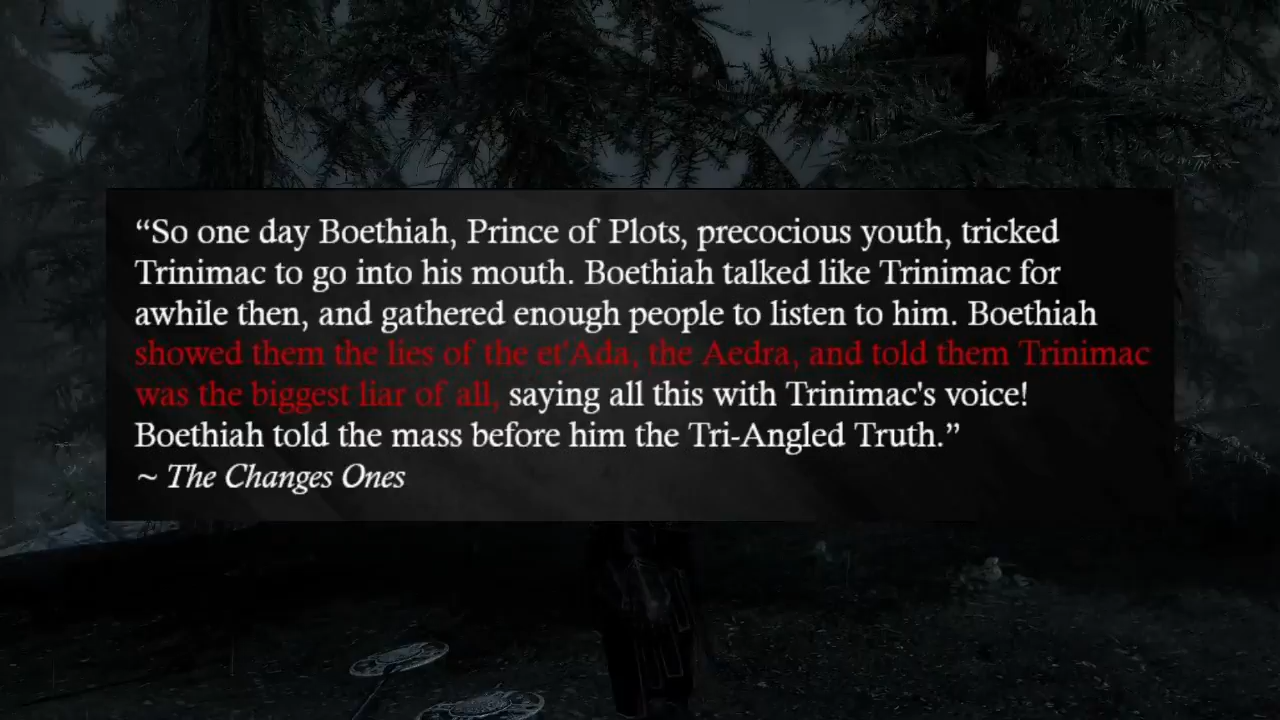 “So one day Boethiah, Prince of Plots, precocious youth, tricked
Trinimac to go into his mouth. Boethiah talked like Trinimac for
awhile then, and gathered enough people to listen to him. Boethiah
showed them the lies of the et'Ada, the Aedra, and told them Trinimac
was the biggest liar of all, saying all this with Trinimac's voice!
Boethiah told the mass before him the Tri-Angled Truth.”
~ The Changes Ones